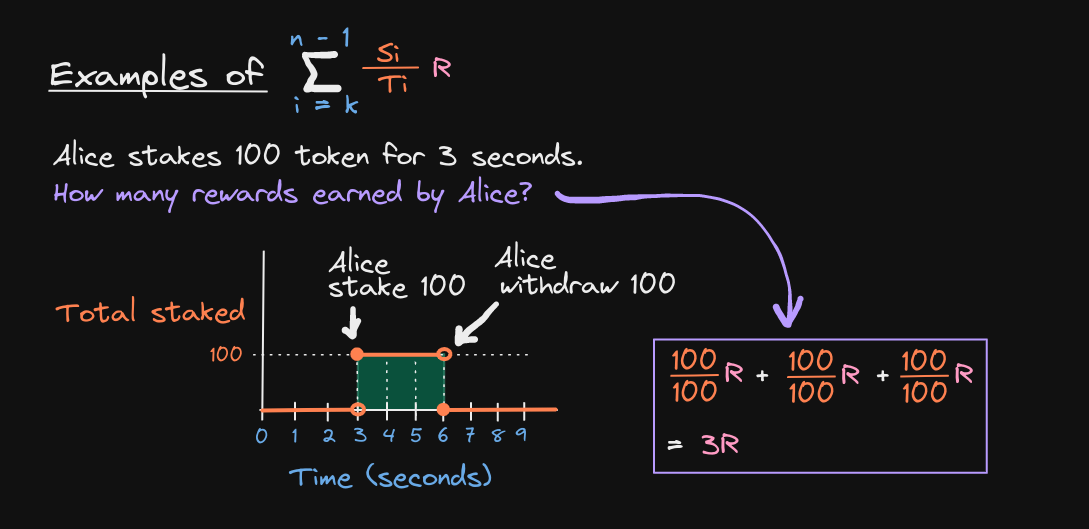 Examples of n - 1 Σ i = k Si/Ti R
Alice stakes 100 token for 3 seconds.
How many rewards earned by Alice?
Alice
stake 100
Alice
withdraw 100
Total staked
100
0 1 2 3 4 5 6 7 8 9
Time (seconds)
100/100 R + 100/100 R + 100/100 R
= 3R